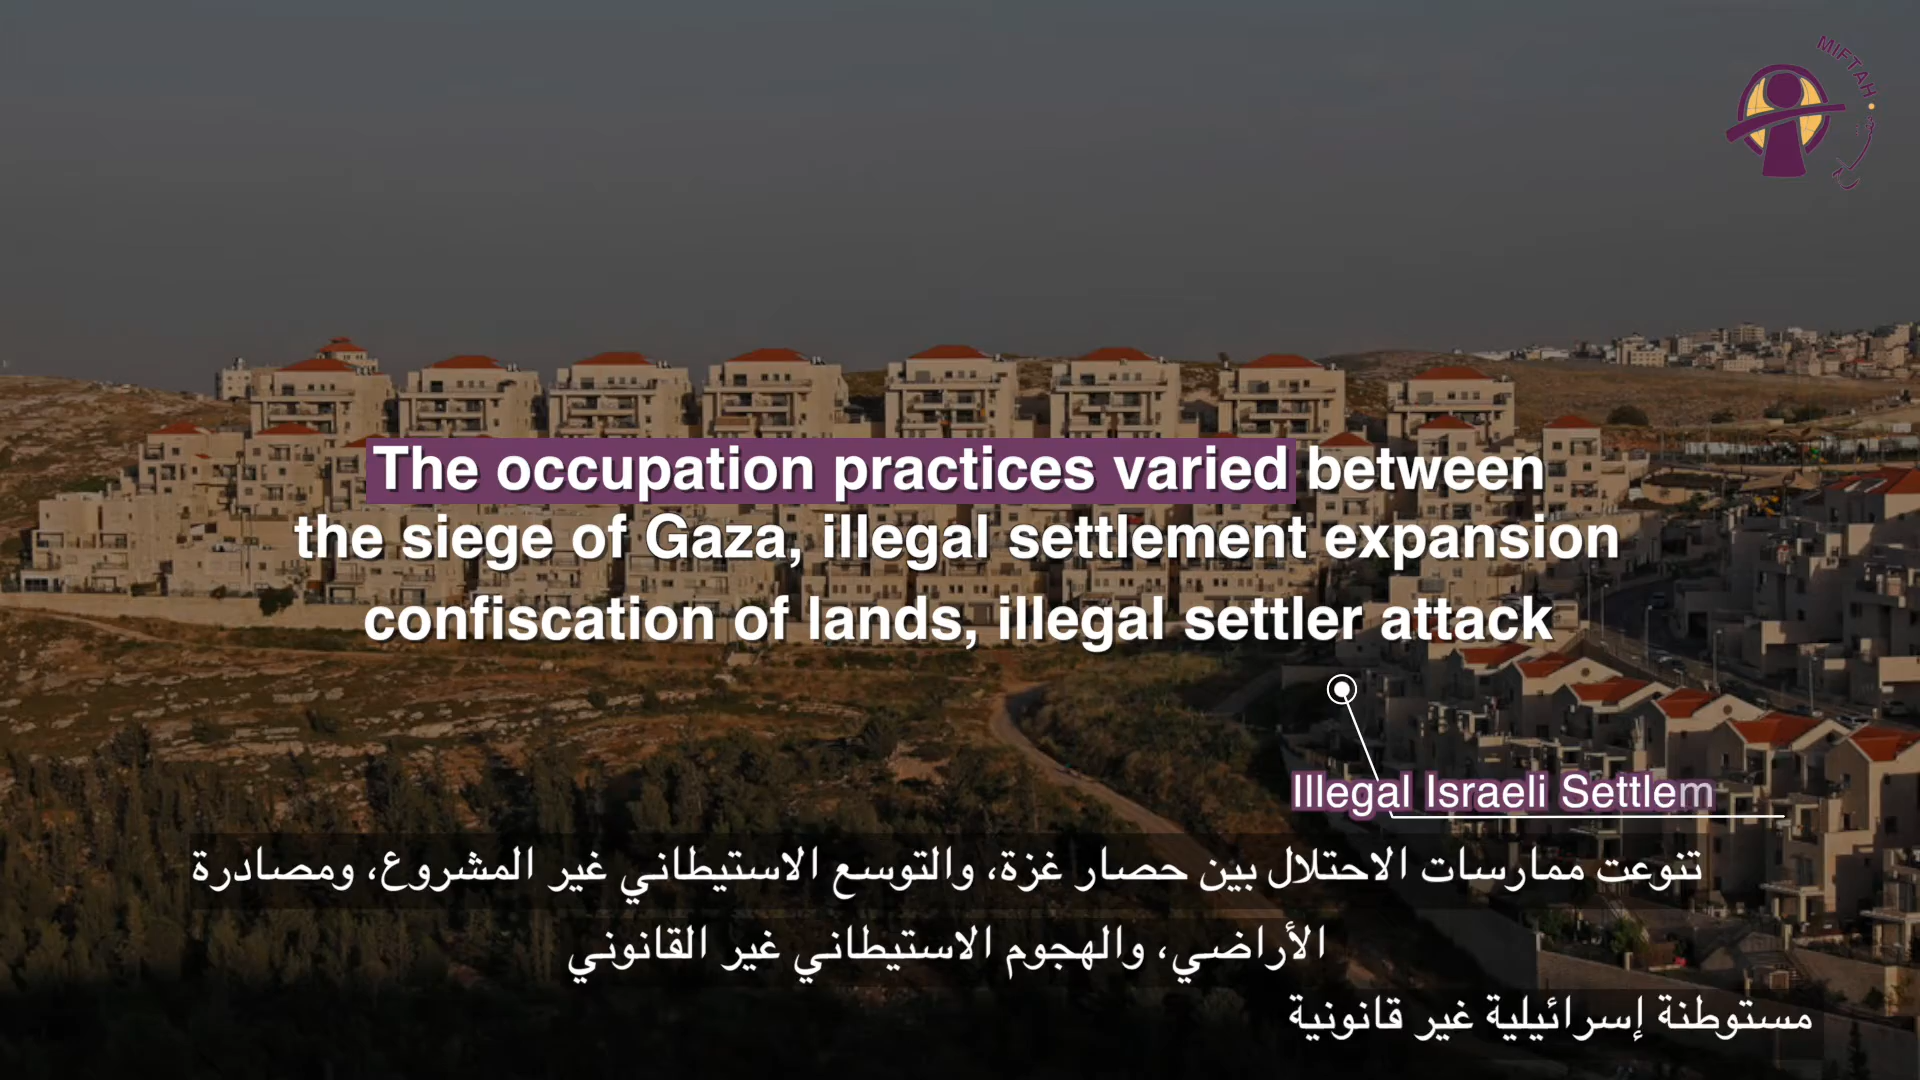 MIFTAH
The occupation practices varied between
the siege of Gaza, illegal settlement expansion
confiscation of lands, illegal settler attack
Illegal Israeli Settlem
تنوعت ممارسات الاحتلال بين حصار غزة، والتوسع الاستيطاني غير المشروع، ومصادرة
الأراضي، والهجوم الاستيطاني غير القانوني
مستوطنة إسرائيلية غير قانونية